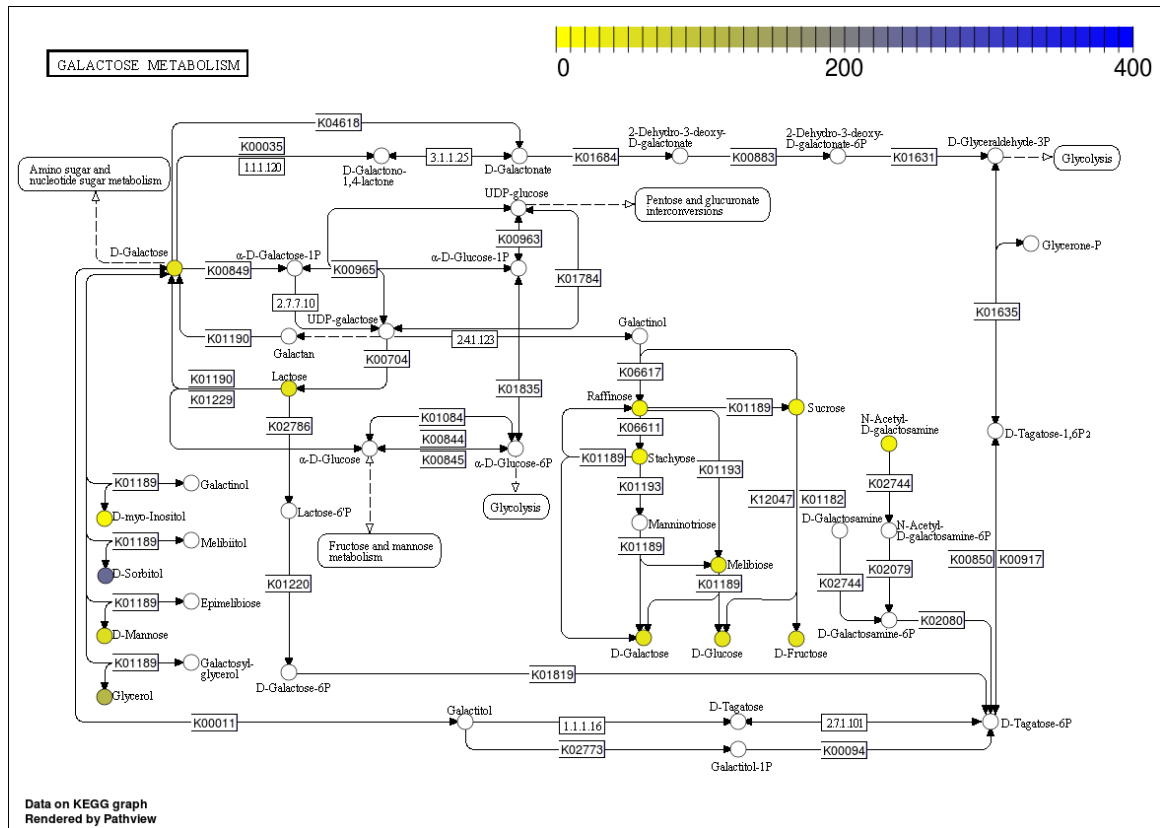 GALACTOSE METABOLISM
0
200
400
K04618
K00035
1.1.1.120
D-Galactono-
1,4-lactone
3.1.1.25
D-Galactonate
K01684
2-Dehydro-3-deoxy-
D-galactonate
K00883
2-Dehydro-3-deoxy-
D-galactonate-6P
K01631
D-Glyceraldehyde-3P
Glycolysis
Amino sugar and
nucleotide sugar metabolism
UDP-glucose
Pentose and glucuronate
interconversions
K00963
D-Galactose
K00849
α-D-Galactose-1P
K00965
α-D-Glucose-1P
K01784
Glycerone-P
2.7.7.10
UDP-galactose
K01190
Galactan
2.4.1.123
Galactinol
K01635
K00704
K01190
K01229
Lactose
K01835
K06617
Raffinose
K01189
Sucrose
K02786
K01084
K00844
K00845
α-D-Glucose
α-D-Glucose-6P
K06611
K01189
Stachyose
K01193
K01193
N-Acetyl-
D-galactosamine
D-Tagatose-1,6P2
K02744
K12047
K01182
Glycolysis
Lactose-6'P
Manninotriose
D-Galactosamine
N-Acetyl-
D-galactosamine-6P
Fructose and mannose
metabolism
K01189
Melibiose
K01189
K02744
K02079
K00850
K00917
K01189
Galactinol
D-myo-Inositol
K01189
Melibiitol
D-Sorbitol
K01189
Epimelibiose
D-Mannose
K01189
Galactosyl-
glycerol
Glycerol
K01220
D-Galactosamine-6P
K02080
D-Galactose
D-Glucose
D-Fructose
D-Galactose-6P
K01819
K00011
Galactitol
1.1.1.16
D-Tagatose
2.7.1.101
D-Tagatose-6P
K02773
Galactitol-1P
K00094
Data on KEGG graph
Rendered by Pathview